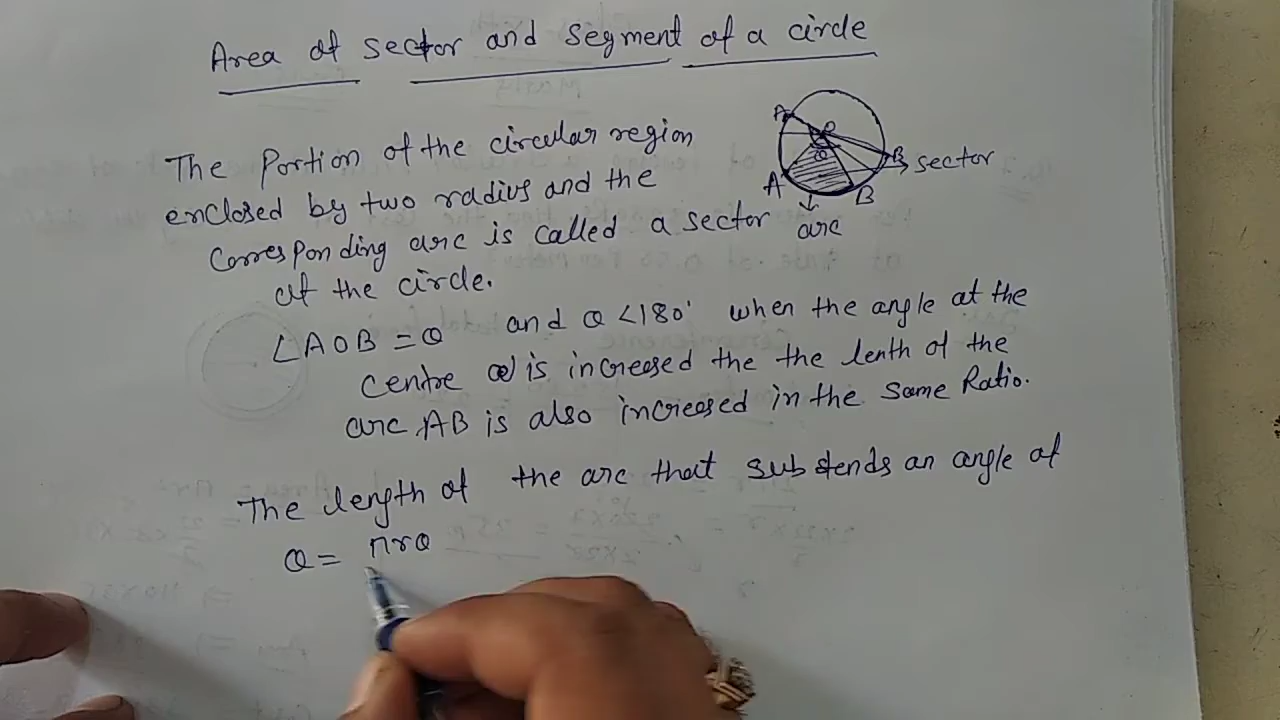 Area of sector and segment of a circle
The Portion of the circular region
enclosed by two radius and the
corresponding arc is called a sector
of the circle.
A
O
B
θ
A
B
sector
arc
∠AOB = θ and θ <180° when the angle at the
centre (θ) is increased the the lenth of the
arc AB is also increased in the same Ratio.
The length of the arc that substends an angle of
θ = πrθ